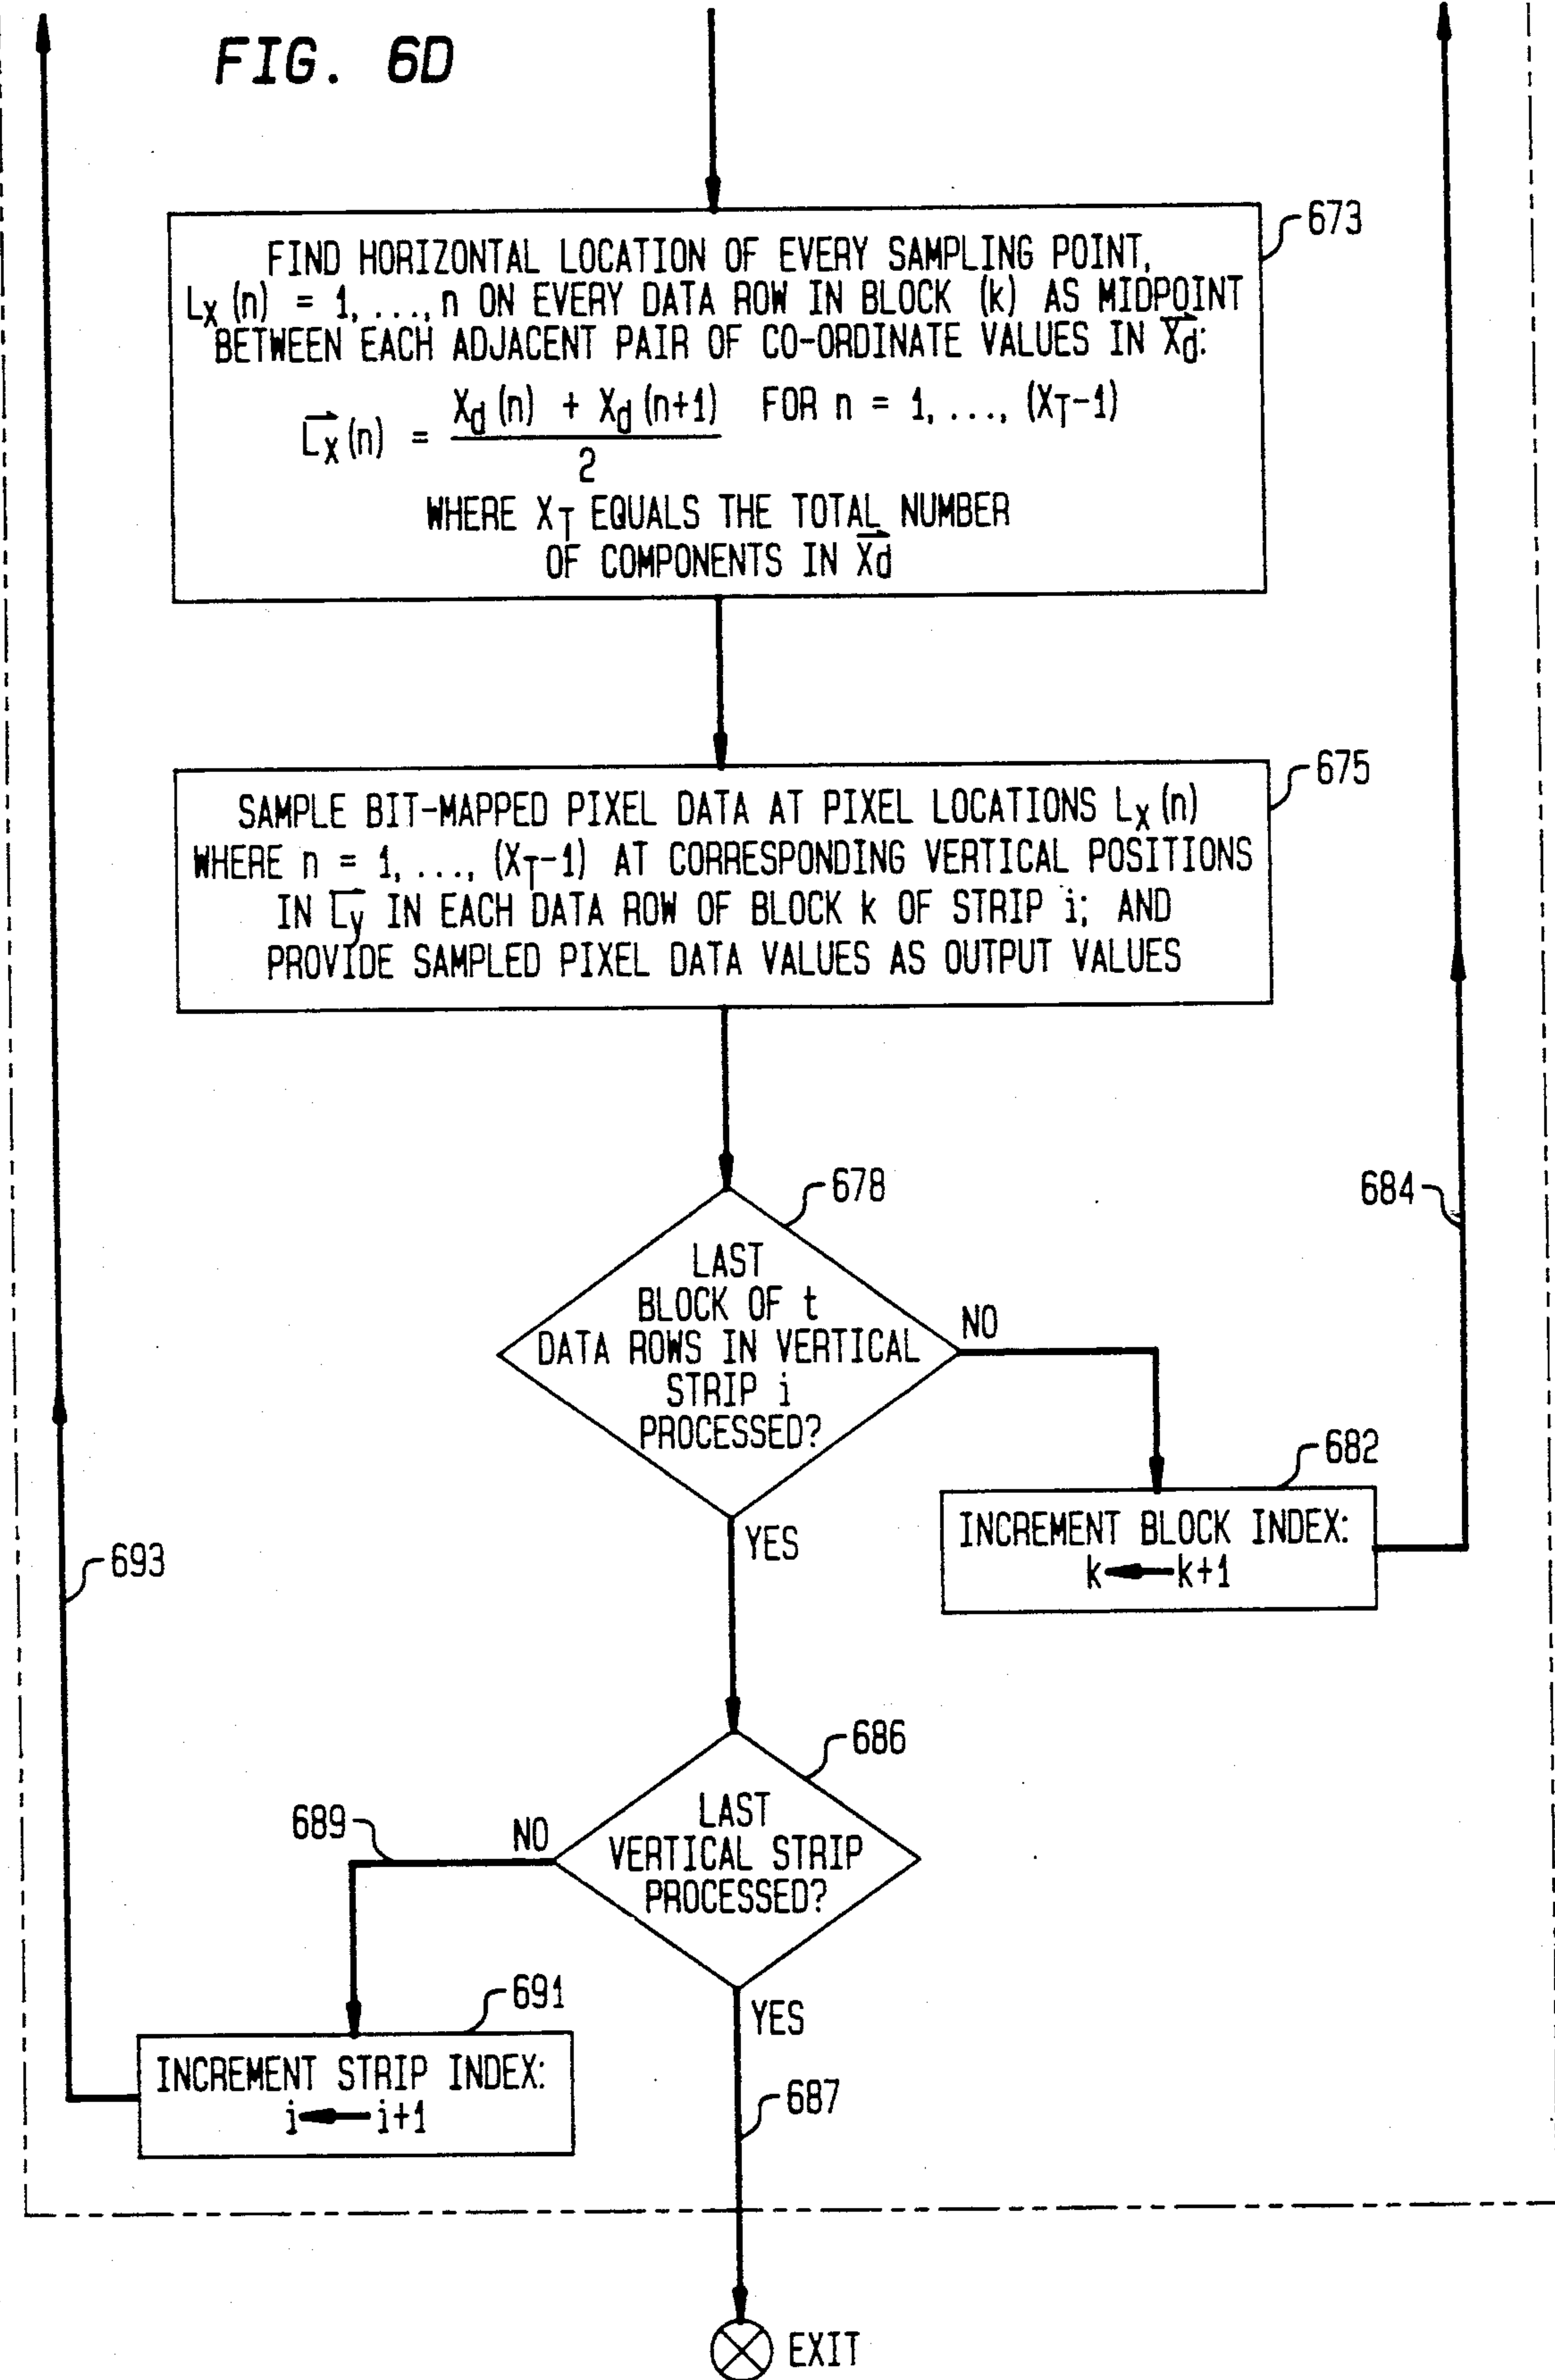 FIG. 6D
673
FIND HORIZONTAL LOCATION OF EVERY SAMPLING POINT,
Lx (n) = 1, ..., n ON EVERY DATA ROW IN BLOCK (k) AS MIDPOINT
BETWEEN EACH ADJACENT PAIR OF CO-ORDINATE VALUES IN X⃗d:
L⃗x (n) = Xd (n) + Xd (n+1) / 2 FOR n = 1, ..., (XT-1)
WHERE XT EQUALS THE TOTAL NUMBER
OF COMPONENTS IN X⃗d
675
SAMPLE BIT-MAPPED PIXEL DATA AT PIXEL LOCATIONS Lx (n)
WHERE n = 1, ..., (XT-1) AT CORRESPONDING VERTICAL POSITIONS
IN L⃗y IN EACH DATA ROW OF BLOCK k OF STRIP i; AND
PROVIDE SAMPLED PIXEL DATA VALUES AS OUTPUT VALUES
678
684
LAST
BLOCK OF t
DATA ROWS IN VERTICAL
STRIP i
PROCESSED?
NO
YES
682
INCREMENT BLOCK INDEX:
k←k+1
693
686
LAST
VERTICAL STRIP
PROCESSED?
689
NO
YES
691
INCREMENT STRIP INDEX:
i←i+1
687
EXIT